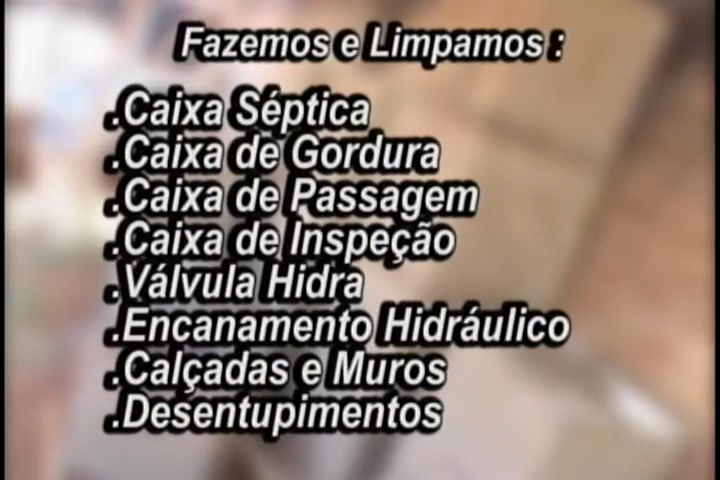 Fazemos e Limpamos :
.Caixa Séptica
.Caixa de Gordura
.Caixa de Passagem
.Caixa de Inspeção
.Válvula Hidra
.Encanamento Hidráulico
.Calçadas e Muros
.Desentupimentos